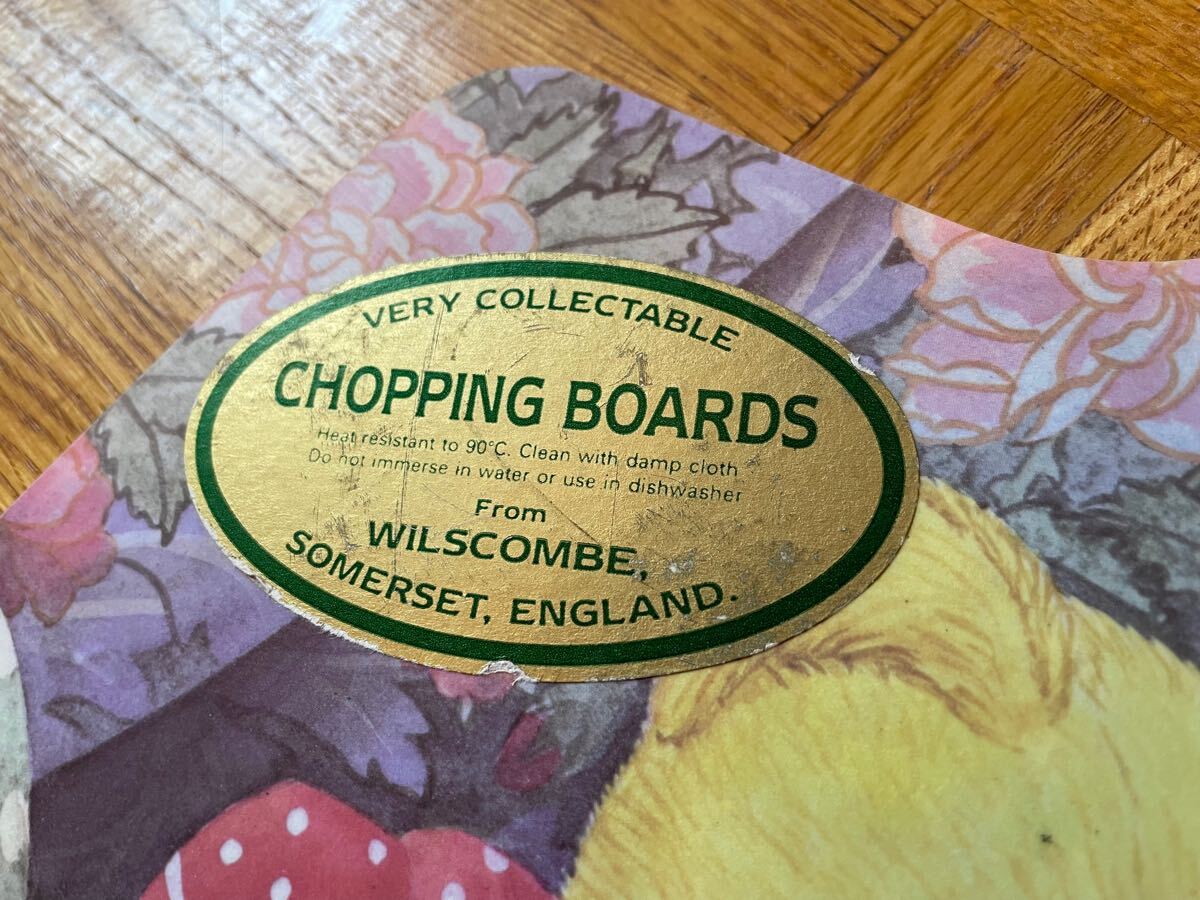 VERY COLLECTABLE
CHOPPING BOARDS
Heat resistant to 90°C. Clean with damp cloth
Do not immerse in water or use in dishwasher
From
WiLSCOMBE,
SOMERSET, ENGLAND.